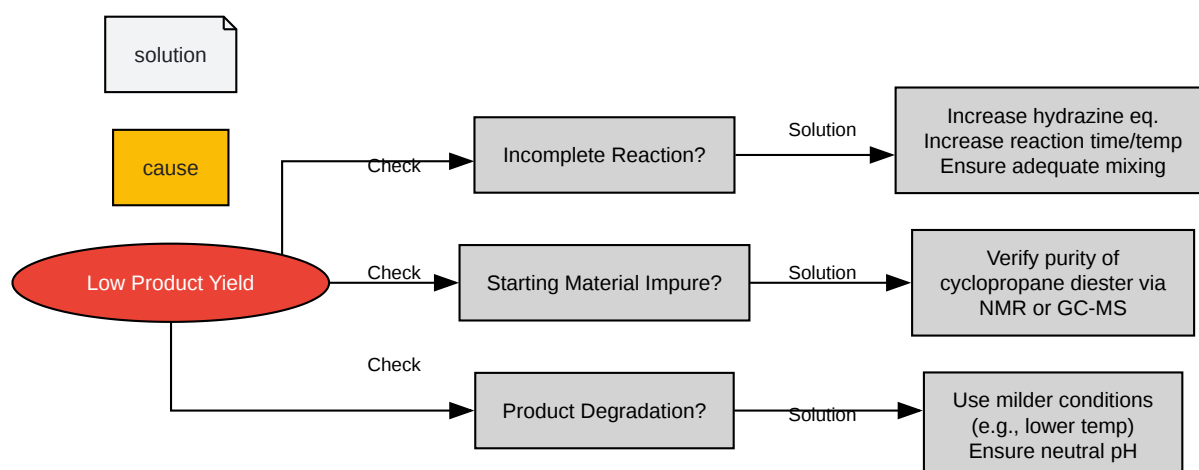 solution
cause
Low Product Yield
Check
Incomplete Reaction?
Solution
Increase hydrazine eq.
Increase reaction time/temp
Ensure adequate mixing
Check
Starting Material Impure?
Solution
Verify purity of
cyclopropane diester via
NMR or GC-MS
Check
Product Degradation?
Solution
Use milder conditions
(e.g., lower temp)
Ensure neutral pH